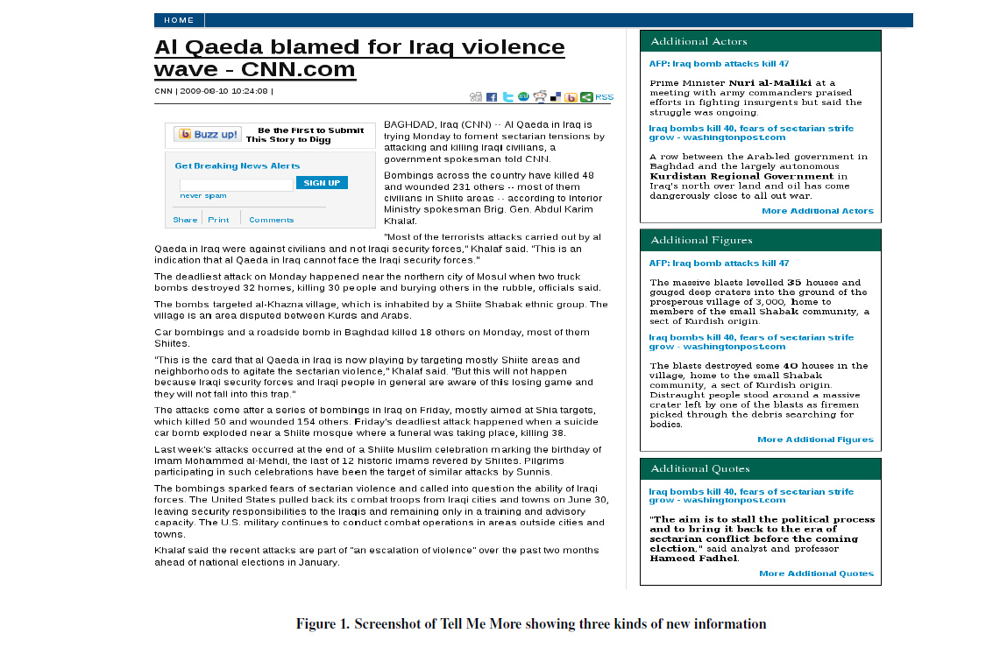 HOME
Al Qaeda blamed for Iraq violence
wave - CNN.com
CNN | 2009-08-10 10:24:08 |
RSS
Buzz up!
Be the First to Submit
This Story to Digg
Get Breaking News Alerts
SIGN UP
never spam
Share
Print
Comments
BAGHDAD, Iraq (CNN) -- Al Qaeda in Iraq is
trying Monday to foment sectarian tensions by
attacking and killing Iraqi civilians, a
government spokesman told CNN.
Bombings across the country have killed 48
and wounded 231 others -- most of them
civilians in Shiite areas -- according to Interior
Ministry spokesman Brig. Gen. Abdul Karim
Khalaf.
"Most of the terrorists attacks carried out by al
Qaeda in Iraq were against civilians and not Iraqi security forces," Khalaf said. "This is an
indication that al Qaeda in Iraq cannot face the Iraqi security forces."
The deadliest attack on Monday happened near the northern city of Mosul when two truck
bombs destroyed 32 homes, killing 30 people and burying others in the rubble, officials said.
The bombs targeted al-Khazna village, which is inhabited by a Shiite Shabak ethnic group. The
village is an area disputed between Kurds and Arabs.
Car bombings and a roadside bomb in Baghdad killed 18 others on Monday, most of them
Shiites.
"This is the card that al Qaeda in Iraq is now playing by targeting mostly Shiite areas and
neighborhoods to agitate the sectarian violence," Khalaf said. "But this will not happen
because Iraqi security forces and Iraqi people in general are aware of this losing game and
they will not fall into this trap."
The attacks come after a series of bombings in Iraq on Friday, mostly aimed at Shia targets,
which killed 50 and wounded 154 others. Friday's deadliest attack happened when a suicide
car bomb exploded near a Shiite mosque where a funeral was taking place, killing 38.
Last week's attacks occurred at the end of a Shiite Muslim celebration marking the birthday of
Imam Mohammed al-Mehdi, the last of 12 historic imams revered by Shiites. Pilgrims
participating in such celebrations have been the target of similar attacks by Sunnis.
The bombings sparked fears of sectarian violence and called into question the ability of Iraqi
forces. The United States pulled back its combat troops from Iraqi cities and towns on June 30,
leaving security responsibilities to the Iraqis and remaining only in a training and advisory
capacity. The U.S. military continues to conduct combat operations in areas outside cities and
towns.
Khalaf said the recent attacks are part of "an escalation of violence" over the past two months
ahead of national elections in January.
Additional Actors
AFP: Iraq bomb attacks kill 47
Prime Minister Nuri al-Maliki at a
meeting with army commanders praised
efforts in fighting insurgents but said the
struggle was ongoing.
Iraq bombs kill 40, fears of sectarian strife
grow - washingtonpost.com
A row between the Arab-led government in
Baghdad and the largely autonomous
Kurdistan Regional Government in
Iraq's north over land and oil has come
dangerously close to all out war.
More Additional Actors
Additional Figures
AFP: Iraq bomb attacks kill 47
The massive blasts levelled 35 houses and
gouged deep craters into the ground of the
prosperous village of 3,000, home to
members of the small Shabak community, a
sect of Kurdish origin.
Iraq bombs kill 40, fears of sectarian strife
grow - washingtonpost.com
The blasts destroyed some 40 houses in the
village, home to the small Shabak
community, a sect of Kurdish origin.
Distraught people stood around a massive
crater left by one of the blasts as firemen
picked through the debris searching for
bodies.
More Additional Figures
Additional Quotes
Iraq bombs kill 40, fears of sectarian strife
grow - washingtonpost.com
"The aim is to stall the political process
and to bring it back to the era of
sectarian conflict before the coming
election," said analyst and professor
Hameed Fadhel.
More Additional Quotes
Figure 1. Screenshot of Tell Me More showing three kinds of new information